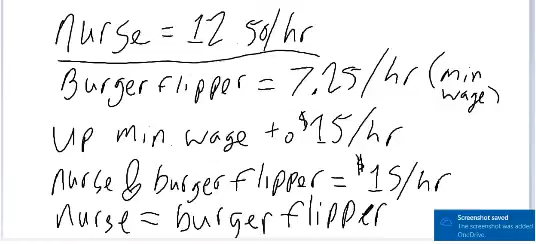 Nurse = 12.50/hr
Burger flipper = 7.25/hr (min wage)
up min. wage to $15/hr
nurse & burger flipper = $15/hr
nurse = burger flipper
Screenshot saved
The screenshot was added
OneDrive.